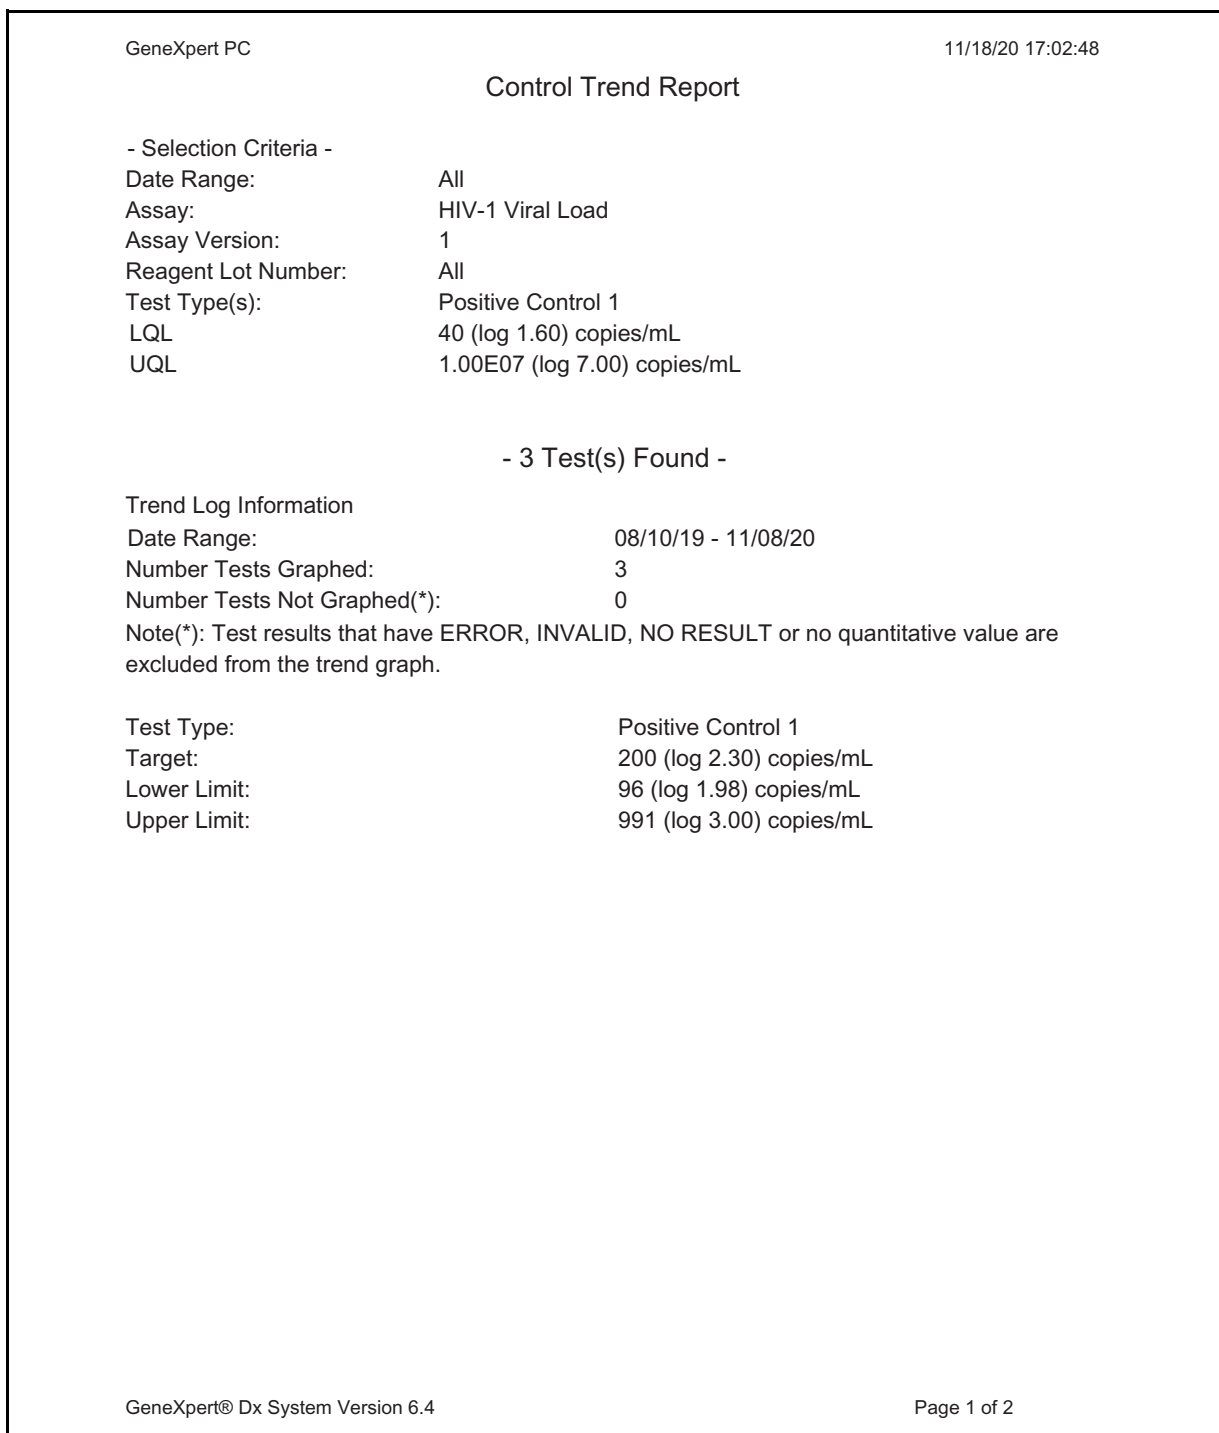 GeneXpert PC 11/18/20 17:02:48
Control Trend Report
- Selection Criteria -
Date Range: All
Assay: HIV-1 Viral Load
Assay Version: 1
Reagent Lot Number: All
Test Type(s): Positive Control 1
LQL 40 (log 1.60) copies/mL
UQL 1.00E07 (log 7.00) copies/mL
- 3 Test(s) Found -
Trend Log Information
Date Range: 08/10/19 - 11/08/20
Number Tests Graphed: 3
Number Tests Not Graphed(*): 0
Note(*): Test results that have ERROR, INVALID, NO RESULT or no quantitative value are
excluded from the trend graph.
Test Type: Positive Control 1
Target: 200 (log 2.30) copies/mL
Lower Limit: 96 (log 1.98) copies/mL
Upper Limit: 991 (log 3.00) copies/mL
GeneXpert® Dx System Version 6.4 Page 1 of 2